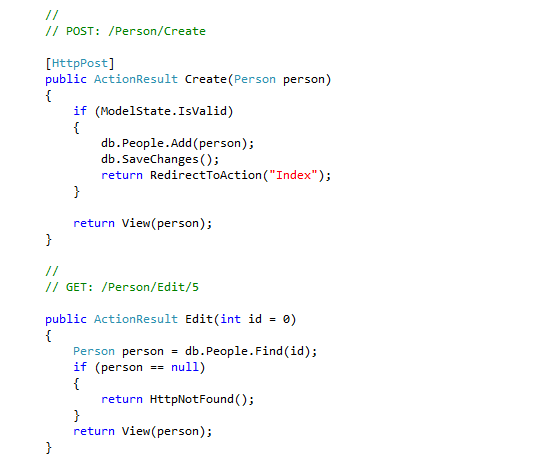 //
// POST: /Person/Create
[HttpPost]
public ActionResult Create(Person person)
{
if (ModelState.IsValid)
{
db.People.Add(person);
db.SaveChanges();
return RedirectToAction("Index");
}
return View(person);
}
//
// GET: /Person/Edit/5
public ActionResult Edit(int id = 0)
{
Person person = db.People.Find(id);
if (person == null)
{
return HttpNotFound();
}
return View(person);
}